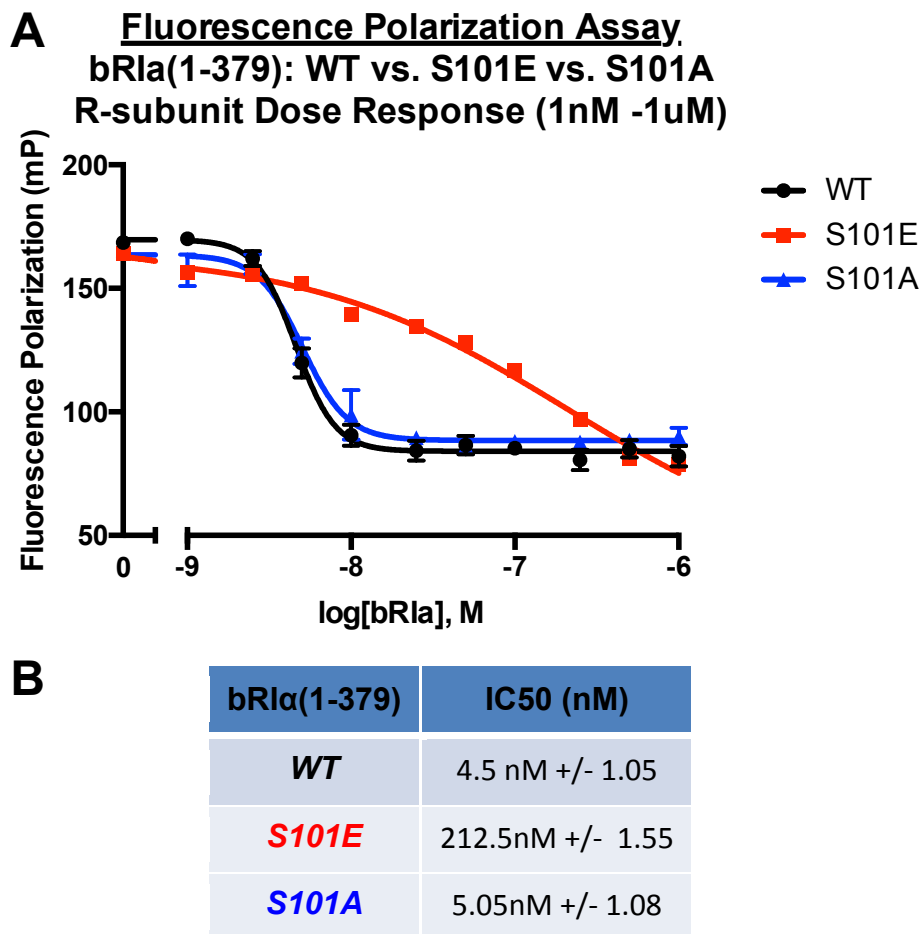 A
Fluorescence Polarization Assay
bRIa(1-379): WT vs. S101E vs. S101A
R-subunit Dose Response (1nM -1uM)
Fluorescence Polarization (mP)
200
150
100
50
0
-9
-8
-7
-6
log[bRIa], M
WT
S101E
S101A
B
bRIα(1-379) IC50 (nM)
WT 4.5 nM +/- 1.05
S101E 212.5nM +/- 1.55
S101A 5.05nM +/- 1.08